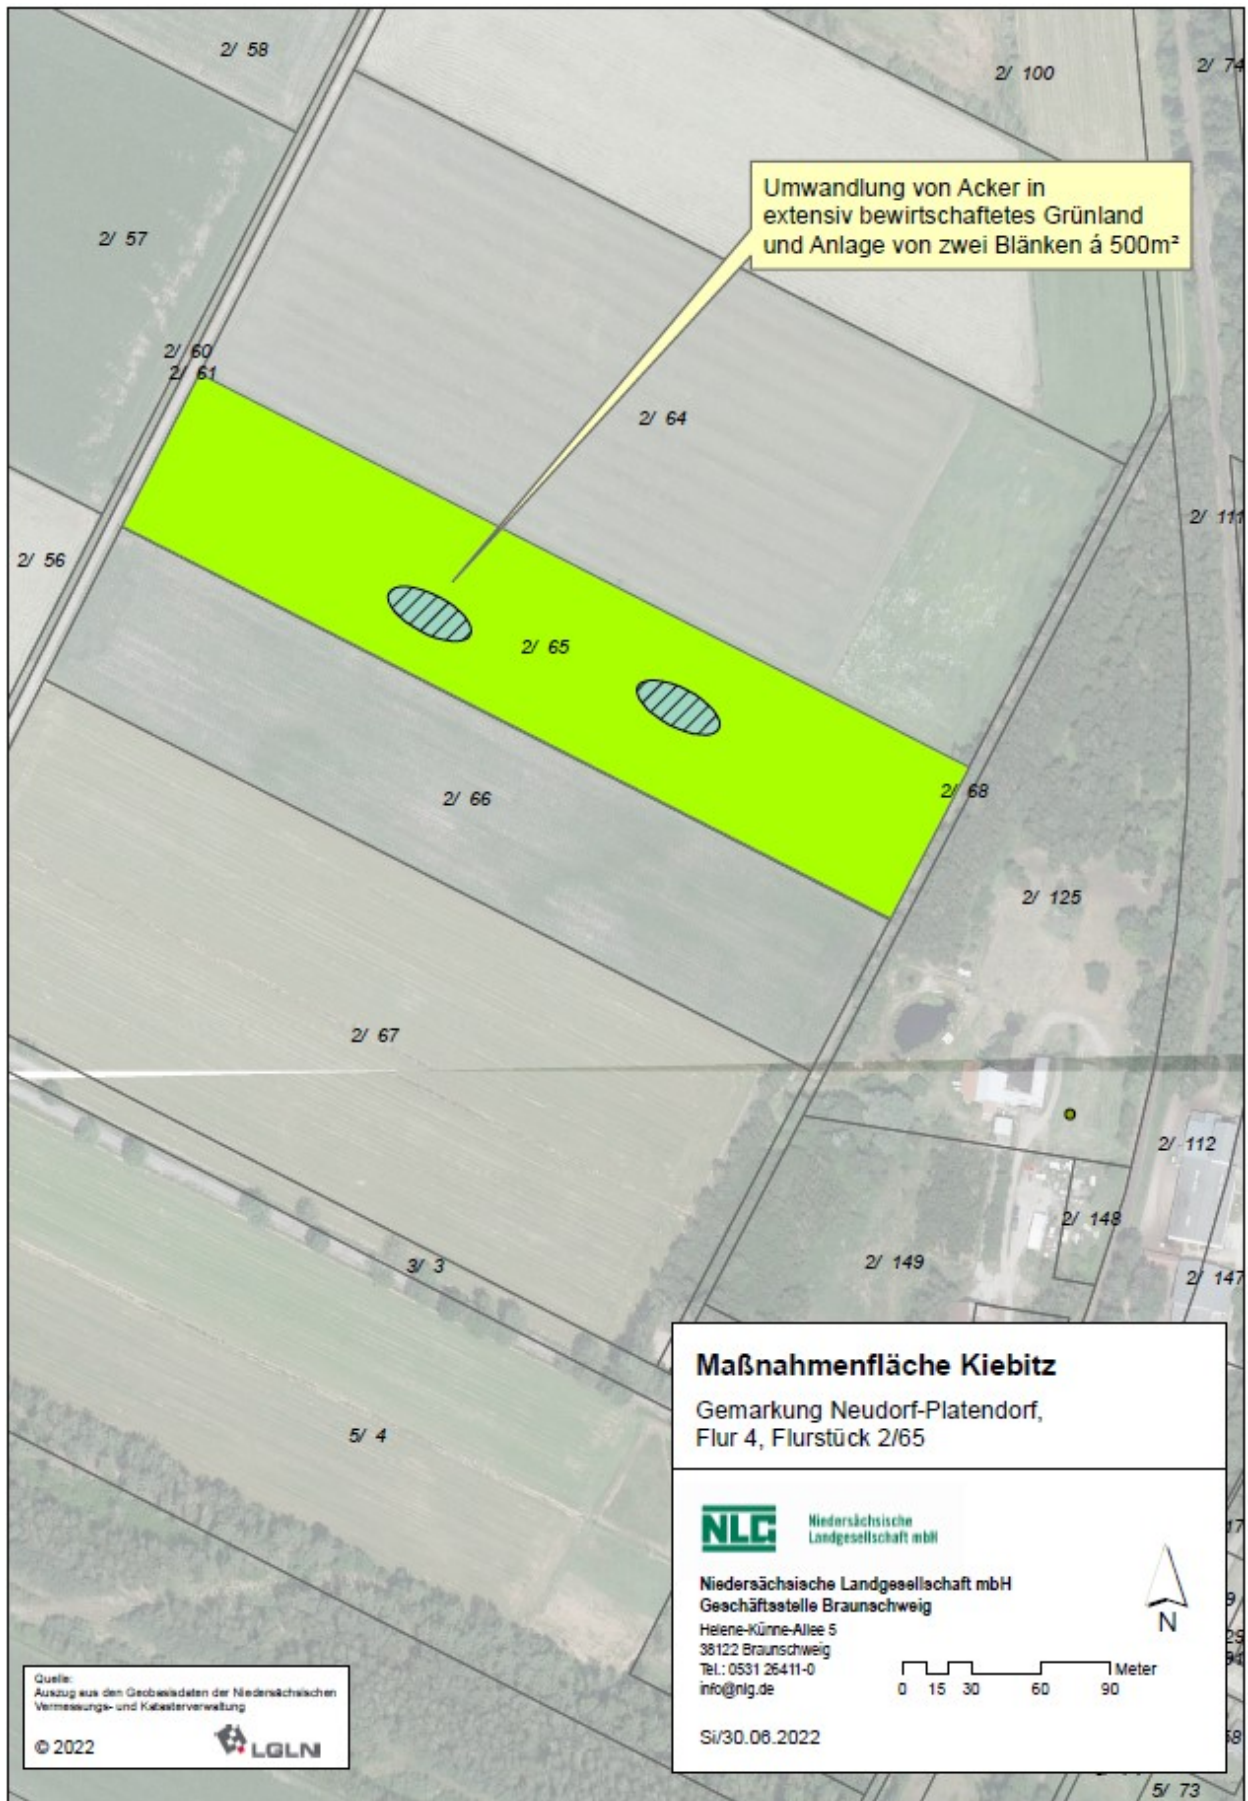 2/ 58
2/ 100
2/ 74
Umwandlung von Acker in
extensiv bewirtschaftetes Grünland
und Anlage von zwei Blänken á 500m²
2/ 57
2/ 60
2/ 61
2/ 64
2/ 111
2/ 56
2/ 65
2/ 68
2/ 66
2/ 125
2/ 67
2/ 112
2/ 148
3/ 3
2/ 149
2/ 147
5/ 4
Maßnahmenfläche Kiebitz
Gemarkung Neudorf-Platendorf,
Flur 4, Flurstück 2/65
NLG
Niedersächsische
Landgesellschaft mbH
Niedersächsische Landgesellschaft mbH
Geschäftsstelle Braunschweig
Helene-Künne-Allee 5
38122 Braunschweig
Tel.: 0531 26411-0
info@nlg.de
N
Meter
0 15 30 60 90
Si/30.06.2022
Quelle:
Auszug aus den Geobasisdaten der Niedersächsischen
Vermessungs- und Katasterverwaltung
© 2022
LGLN
5/ 73